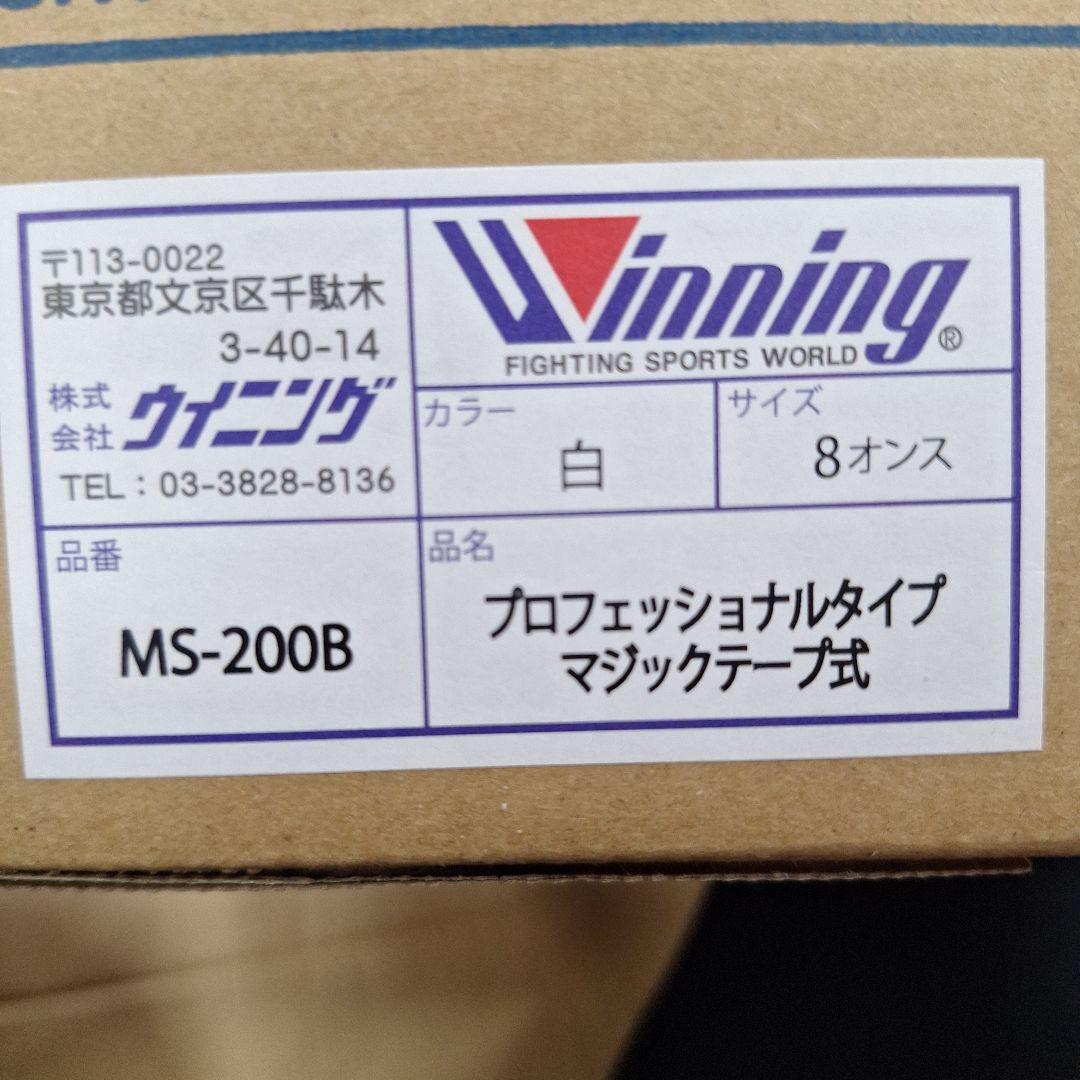 〒113-0022
東京都文京区千駄木
3-40-14
株式会社 ウイニング
TEL：03-3828-8136
Winning®
FIGHTING SPORTS WORLD
カラー
白
サイズ
8オンス
品番
MS-200B
品名
プロフェッショナルタイプ
マジックテープ式